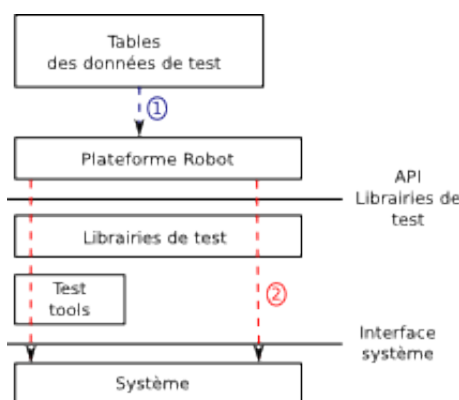 Tables
des données de test
1
Plateforme Robot
API
Librairies de
test
Librairies de test
Test
tools
2
Interface
système
Système